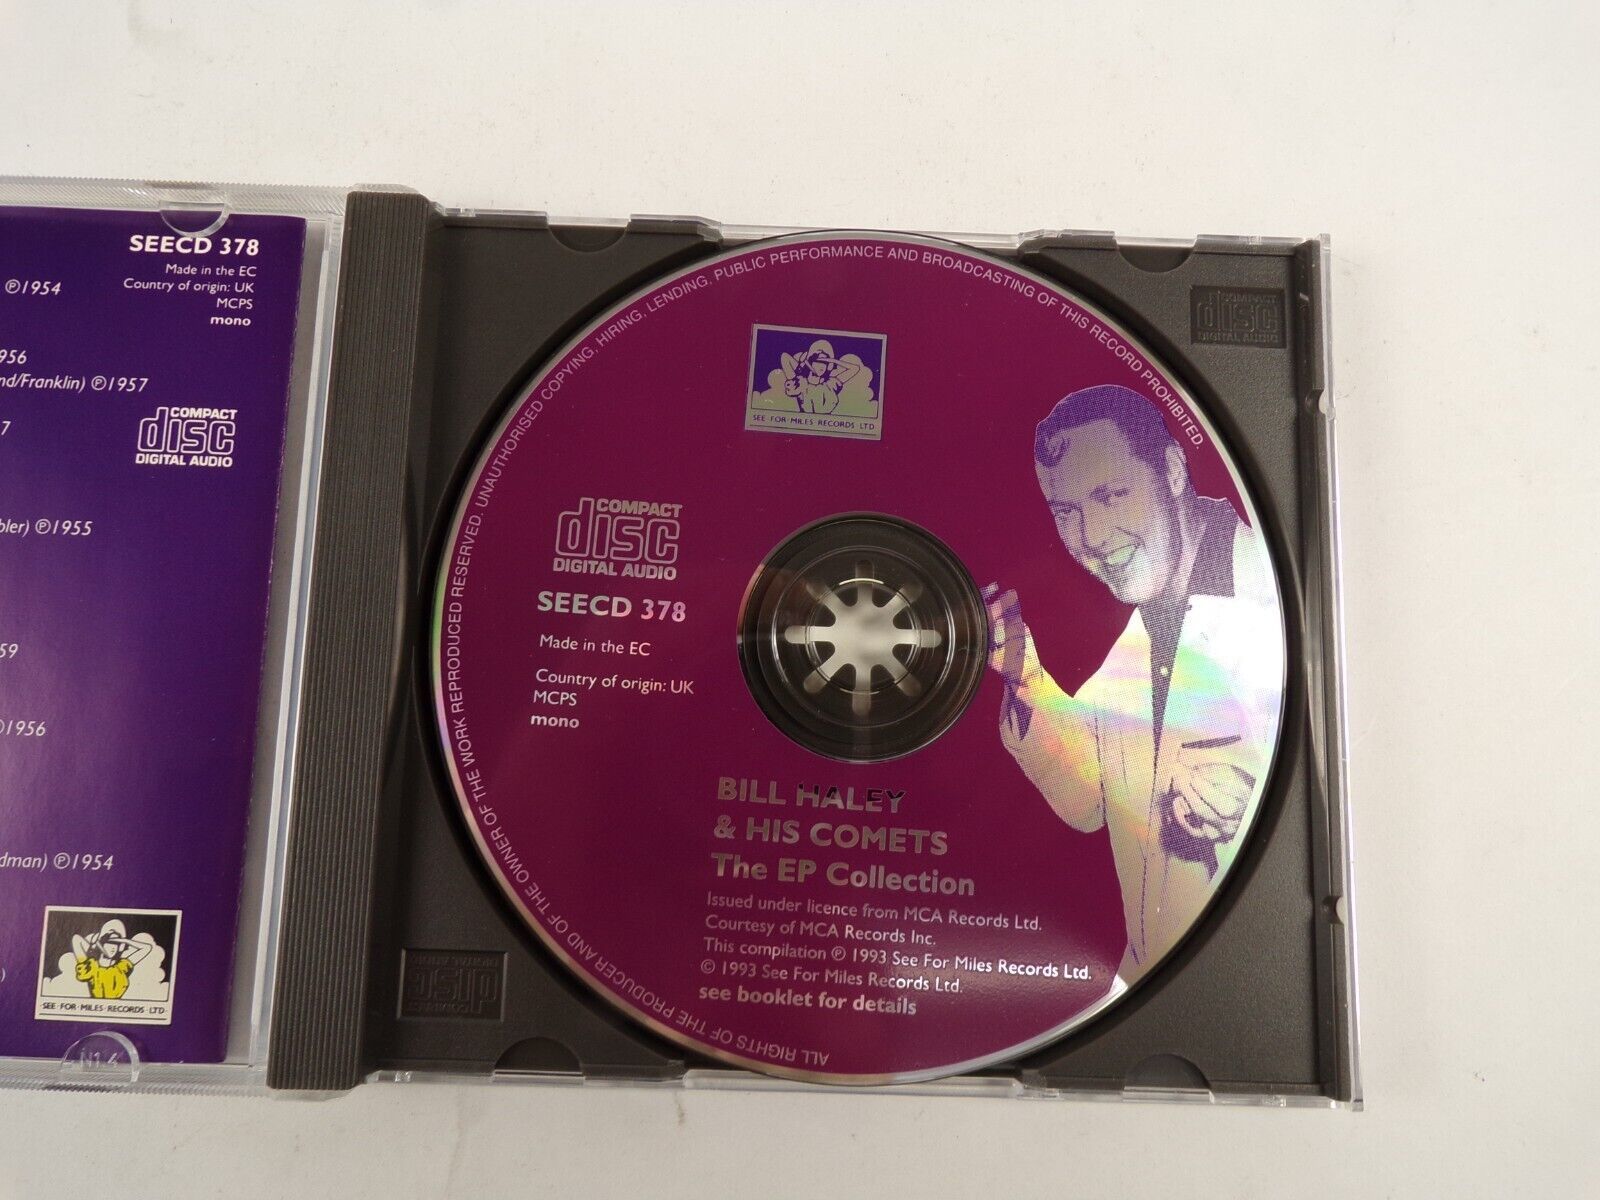 SEECD 378
Made in the EC
Country of origin: UK
MCPS
mono
℗1954
956
nd/Franklin) ℗1957
7
COMPACT
disc
DIGITAL AUDIO
bler) ℗1955
59
℗1956
dman) ℗1954
)
SEE·FOR·MILES·RECORDS LTD
ALL RIGHTS OF THE PRODUCER AND OF THE OWNER OF THE WORK REPRODUCED RESERVED. UNAUTHORISED COPYING, HIRING, LENDING, PUBLIC PERFORMANCE AND BROADCASTING OF THIS RECORD PROHIBITED.
SEE·FOR·MILES RECORDS LTD
COMPACT
disc
DIGITAL AUDIO
SEECD 378
Made in the EC
Country of origin: UK
MCPS
mono
BILL HALEY
& HIS COMETS
The EP Collection
Issued under licence from MCA Records Ltd.
Courtesy of MCA Records Inc.
This compilation ℗ 1993 See For Miles Records Ltd.
© 1993 See For Miles Records Ltd.
see booklet for details
COMPACT
disc
DIGITAL AUDIO
COMPACT
disc
DIGITAL AUDIO